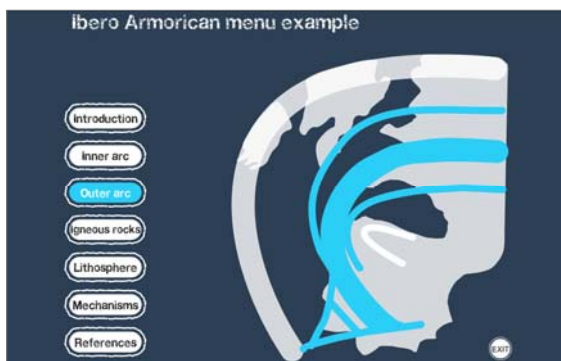 Ibero Armorican menu example
Introduction
Inner arc
Outer arc
Igneous rocks
Lithosphere
Mechanisms
References
EXIT